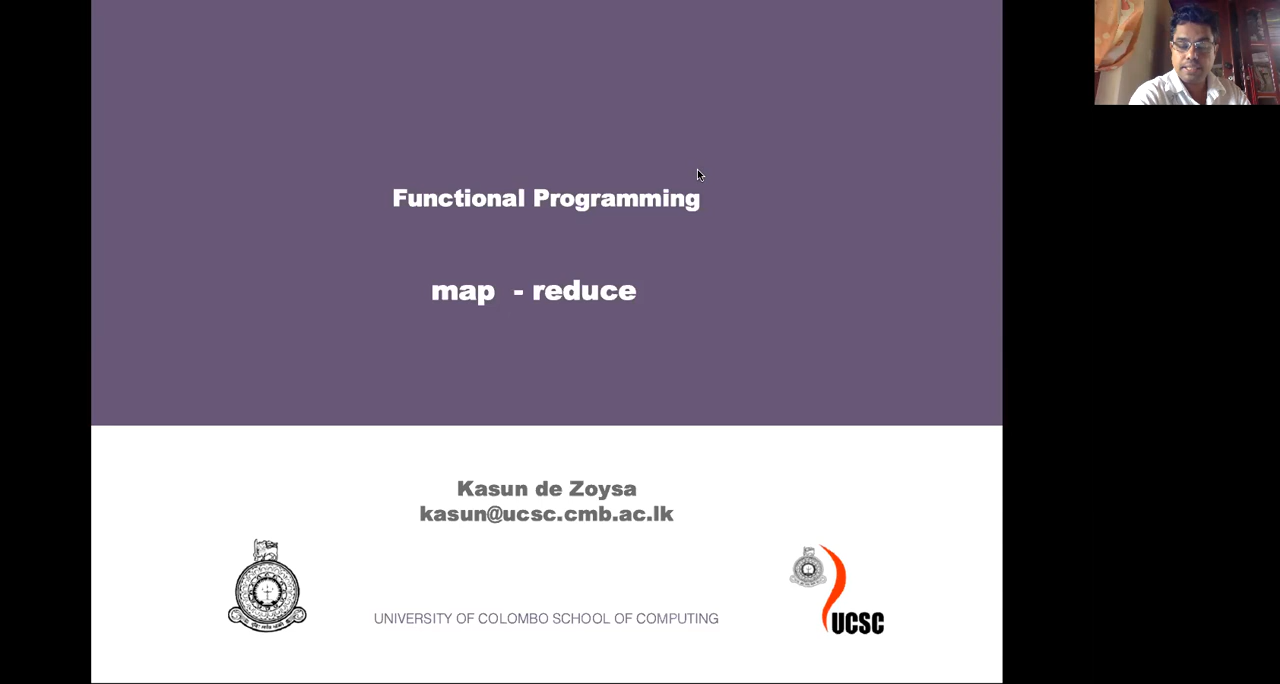 Functional Programming
map - reduce
Kasun de Zoysa
kasun@ucsc.cmb.ac.lk
UNIVERSITY OF COLOMBO SCHOOL OF COMPUTING
UCSC